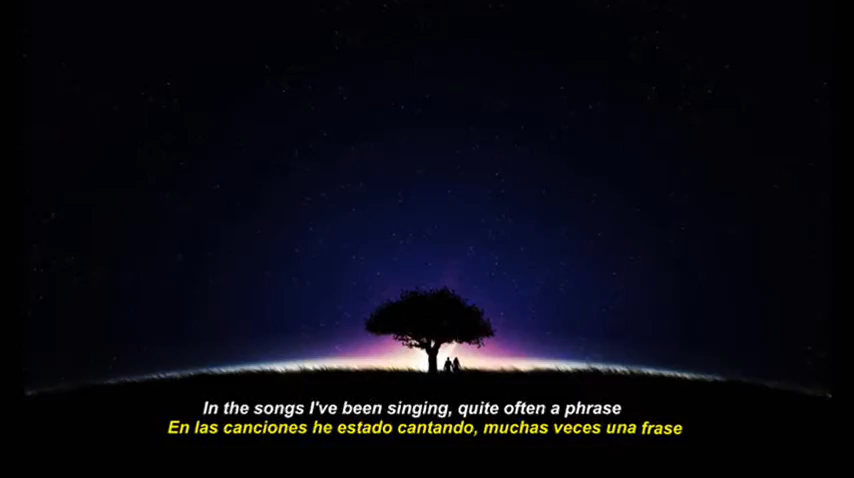 In the songs I've been singing, quite often a phrase
En las canciones he estado cantando, muchas veces una frase